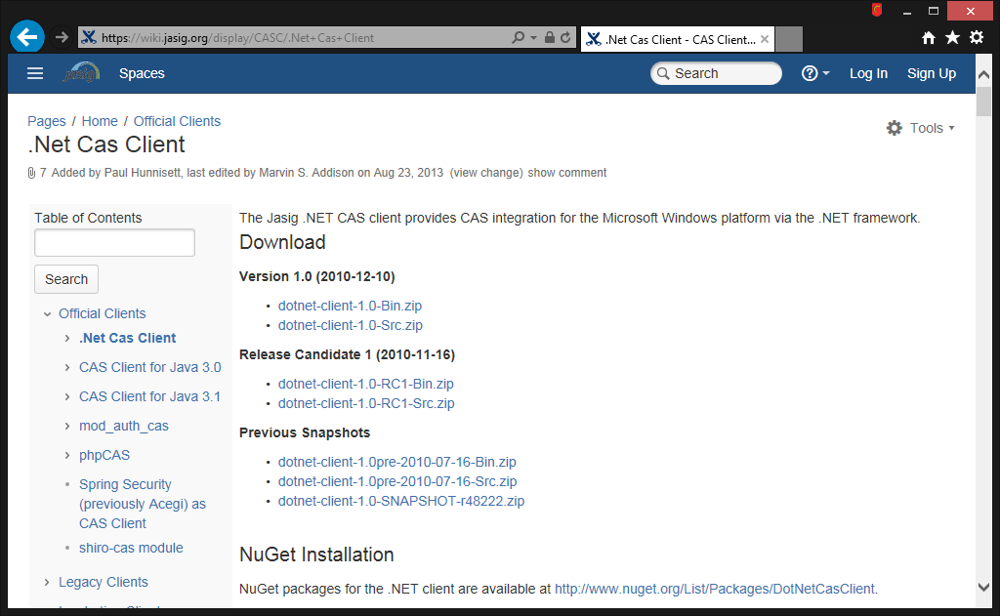 https://wiki.jasig.org/display/CASC/.Net+Cas+Client
.Net Cas Client - CAS Client...
jasig
Spaces
Search
Log In
Sign Up
Pages / Home / Official Clients
Tools
.Net Cas Client
7 Added by Paul Hunnisett, last edited by Marvin S. Addison on Aug 23, 2013 (view change) show comment
Table of Contents
Search
Official Clients
.Net Cas Client
CAS Client for Java 3.0
CAS Client for Java 3.1
mod_auth_cas
phpCAS
Spring Security
(previously Acegi) as
CAS Client
shiro-cas module
Legacy Clients
The Jasig .NET CAS client provides CAS integration for the Microsoft Windows platform via the .NET framework.
Download
Version 1.0 (2010-12-10)
• dotnet-client-1.0-Bin.zip
• dotnet-client-1.0-Src.zip
Release Candidate 1 (2010-11-16)
• dotnet-client-1.0-RC1-Bin.zip
• dotnet-client-1.0-RC1-Src.zip
Previous Snapshots
• dotnet-client-1.0pre-2010-07-16-Bin.zip
• dotnet-client-1.0pre-2010-07-16-Src.zip
• dotnet-client-1.0-SNAPSHOT-r48222.zip
NuGet Installation
NuGet packages for the .NET client are available at http://www.nuget.org/List/Packages/DotNetCasClient.